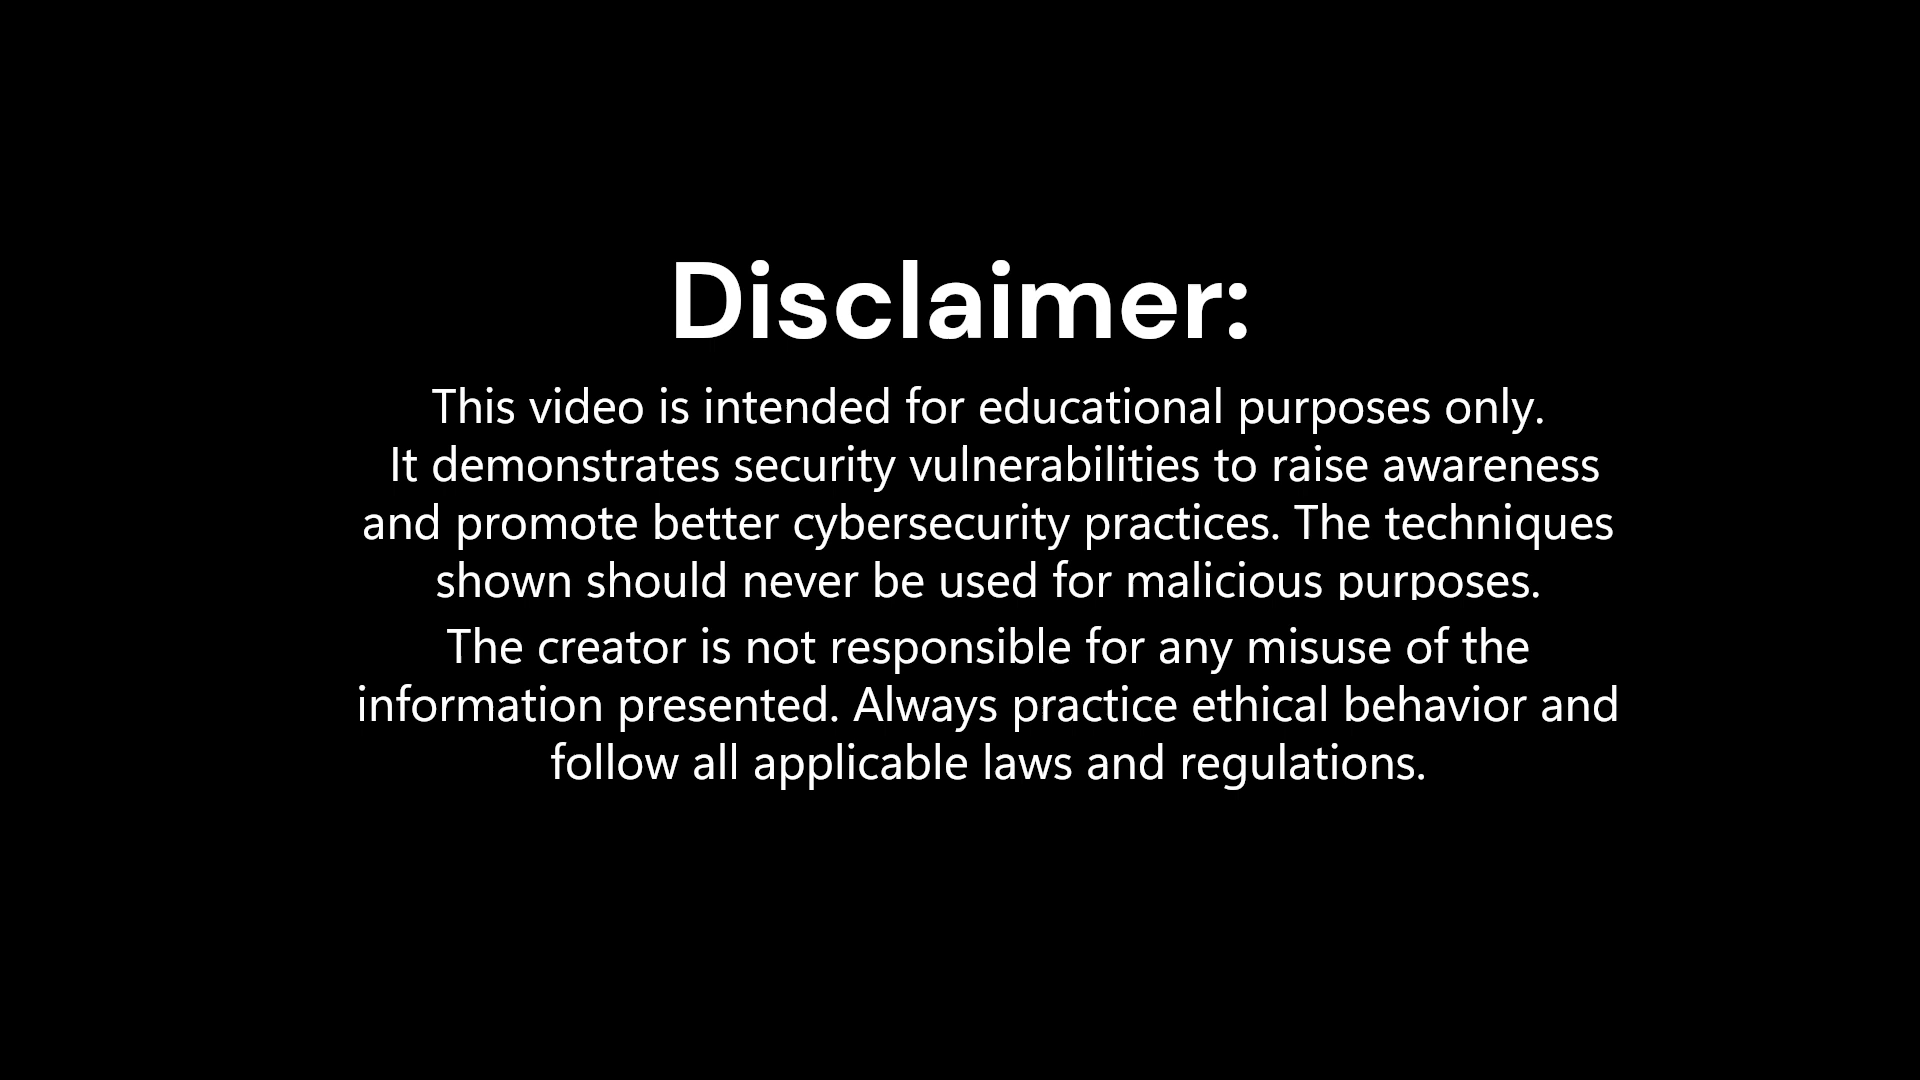 Disclaimer:
This video is intended for educational purposes only.
It demonstrates security vulnerabilities to raise awareness
and promote better cybersecurity practices. The techniques
shown should never be used for malicious purposes.
The creator is not responsible for any misuse of the
information presented. Always practice ethical behavior and
follow all applicable laws and regulations.